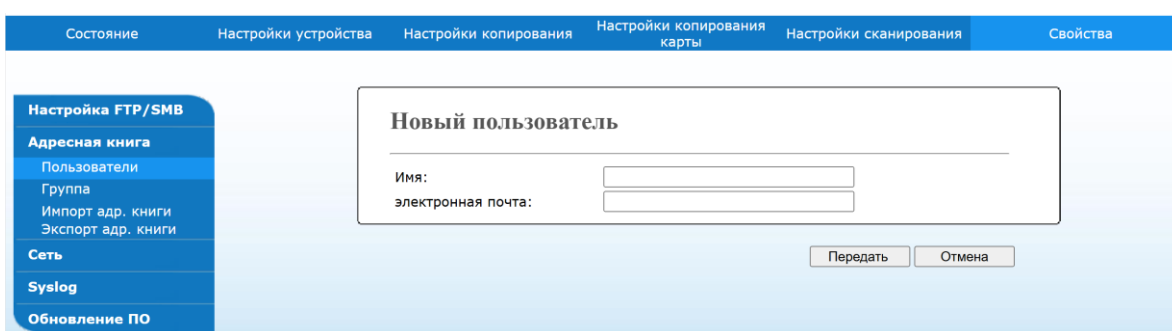 Состояние
Настройки устройства
Настройки копирования
Настройки копирования
карты
Настройки сканирования
Свойства
Настройка FTP/SMB
Адресная книга
Пользователи
Группа
Импорт адр. книги
Экспорт адр. книги
Сеть
Syslog
Обновление ПО
Новый пользователь
Имя:
электронная почта:
Передать
Отмена